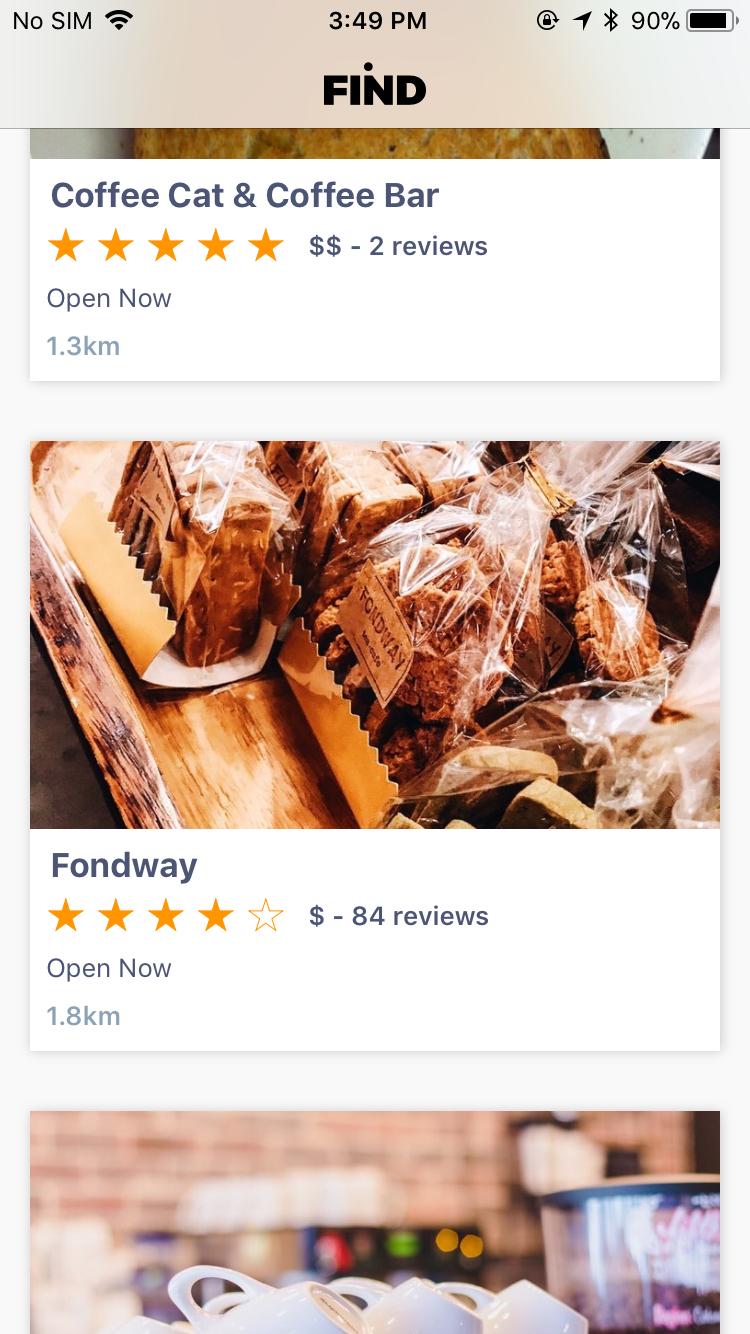 No SIM 3:49 PM 90%
FIND
Coffee Cat & Coffee Bar
$$ - 2 reviews
Open Now
1.3km
FONDWAY
Fondway
$ - 84 reviews
Open Now
1.8km